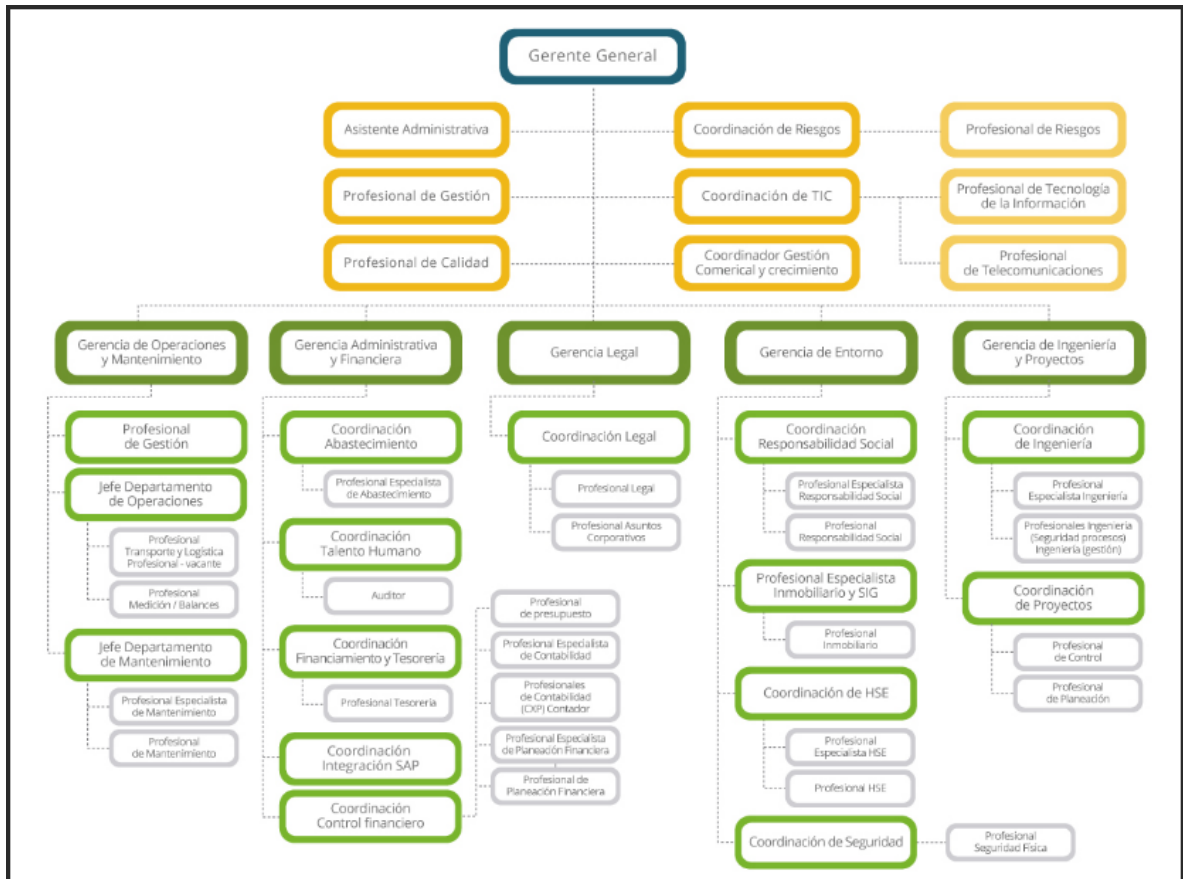 Gerente General
Asistente Administrativa
Coordinación de Riesgos
Profesional de Riesgos
Profesional de Gestión
Coordinación de TIC
Profesional de Tecnología
de la Información
Profesional de Calidad
Coordinador Gestión
Comerical y crecimiento
Profesional
de Telecomunicaciones
Gerencia de Operaciones
y Mantenimiento
Gerencia Administrativa
y Financiera
Gerencia Legal
Gerencia de Entorno
Gerencia de Ingeniería
y Proyectos
Profesional
de Gestión
Jefe Departamento
de Operaciones
Profesional
Transporte y Logística
Profesional - vacante
Profesional
Medición / Balances
Jefe Departamento
de Mantenimiento
Profesional Especialista
de Mantenimiento
Profesional
de Mantenimiento
Coordinación
Abastecimiento
Profesional Especialista
de Abastecimiento
Coordinación
Talento Humano
Auditor
Coordinación
Financiamiento y Tesorería
Profesional Tesorería
Coordinación
Integración SAP
Coordinación
Control financiero
Profesional
de presupuesto
Profesional Especialista
de Contabilidad
Profesionales
de Contabilidad
(CXP) Contador
Profesional Especialista
de Planeación Financiera
Profesional de
Planeación Financiera
Coordinación Legal
Profesional Legal
Profesional Asuntos
Corporativos
Coordinación
Responsabilidad Social
Profesional Especialista
Responsabilidad Social
Profesional
Responsabilidad Social
Profesional Especialista
Inmobiliario y SIG
Profesional
Inmobiliario
Coordinación de HSE
Profesional
Especialista HSE
Profesional HSE
Coordinación de Seguridad
Profesional
Seguridad Física
Coordinación
de Ingeniería
Profesional
Especialista Ingeniería
Profesionales Ingeniería
(Seguridad procesos)
Ingeniería (gestión)
Coordinación
de Proyectos
Profesional
de Control
Profesional
de Planeación